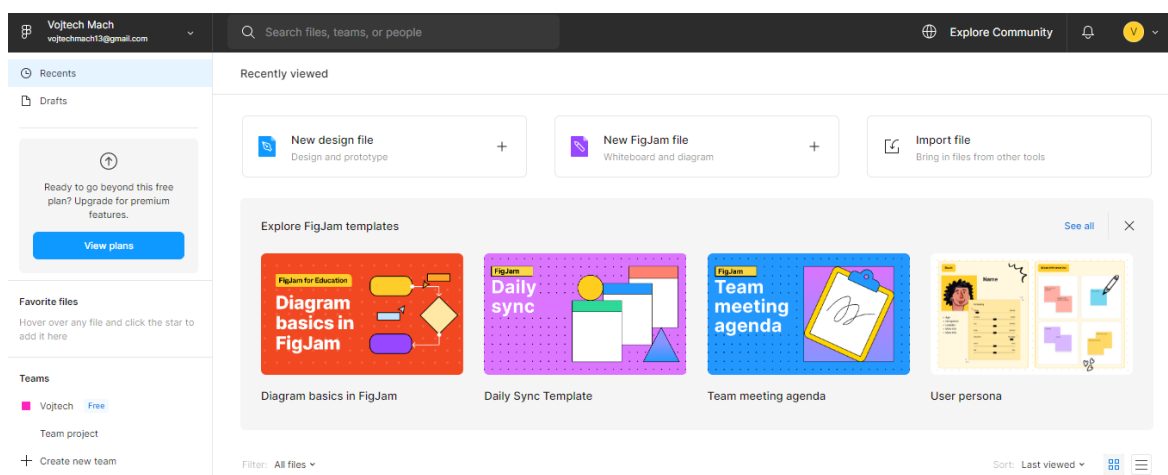 Vojtech Mach
vojtechmach13@gmail.com
Search files, teams, or people
Explore Community
V
Recents
Drafts
Ready to go beyond this free
plan? Upgrade for premium
features.
View plans
Favorite files
Hover over any file and click the star to
add it here
Teams
Vojtech Free
Team project
Create new team
Recently viewed
New design file
Design and prototype
New FigJam file
Whiteboard and diagram
Import file
Bring in files from other tools
Explore FigJam templates
See all
FigJam for Education
Diagram
basics in
FigJam
Diagram basics in FigJam
FigJam
Daily
sync
Daily Sync Template
FigJam
Team
meeting
agenda
Team meeting agenda
Name
User persona
Filter: All files
Sort: Last viewed